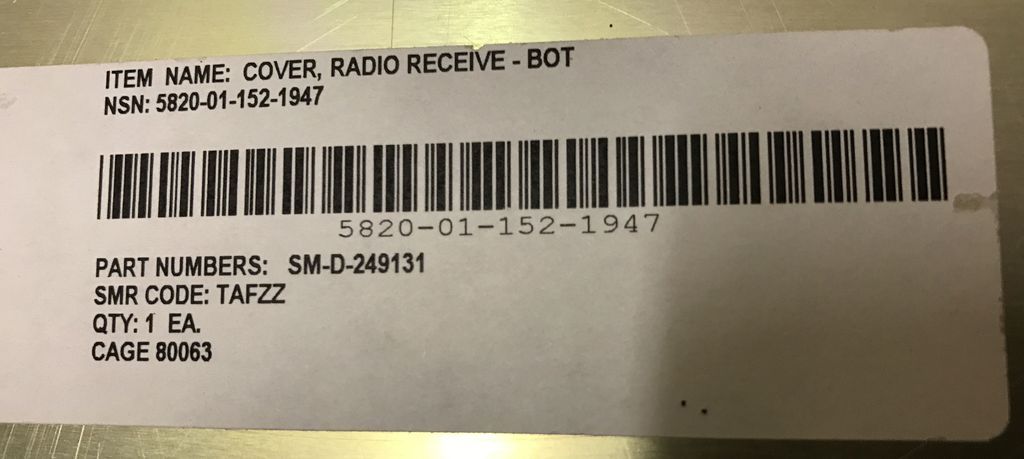 ITEM NAME: COVER, RADIO RECEIVE - BOT
NSN: 5820-01-152-1947
5820-01-152-1947
PART NUMBERS: SM-D-249131
SMR CODE: TAFZZ
QTY: 1 EA.
CAGE 80063